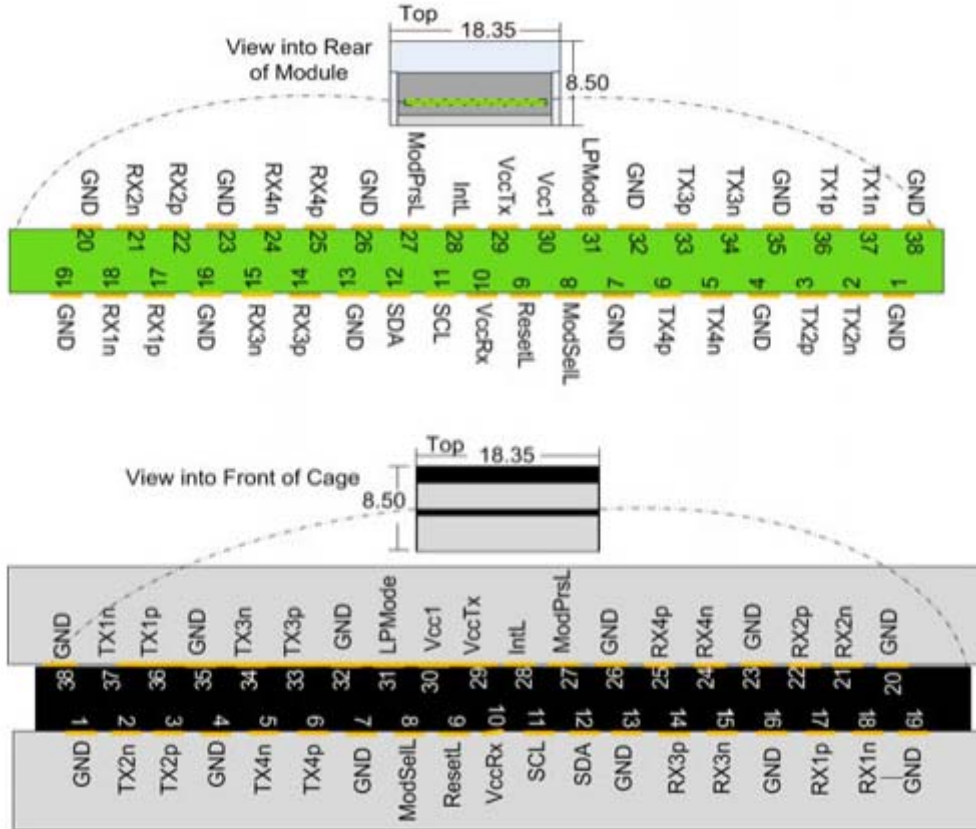 Top
18.35
View into Rear
of Module
8.50
GND RX2n RX2p GND RX4n RX4p GND ModPrsL IntL VccTx Vcc1 LPMode GND TX3p TX3n GND TX1p TX1n GND
20 21 22 23 24 25 26 27 28 29 30 31 32 33 34 35 36 37 38
19 18 17 16 15 14 13 12 11 10 9 8 7 6 5 4 3 2 1
GND RX1n RX1p GND RX3n RX3p GND SDA SCL VccRx ResetL ModSelL GND TX4p TX4n GND TX2p TX2n GND
Top
18.35
View into Front of Cage
8.50
GND TX1n TX1p GND TX3n TX3p GND LPMode Vcc1 VccTx IntL ModPrsL GND RX4p RX4n GND RX2p RX2n GND
38 37 36 35 34 33 32 31 30 29 28 27 26 25 24 23 22 21 20
1 2 3 4 5 6 7 8 9 10 11 12 13 14 15 16 17 18 19
GND TX2n TX2p GND TX4n TX4p GND ModSelL ResetL VccRx SCL SDA GND RX3p RX3n GND RX1p RX1n GND